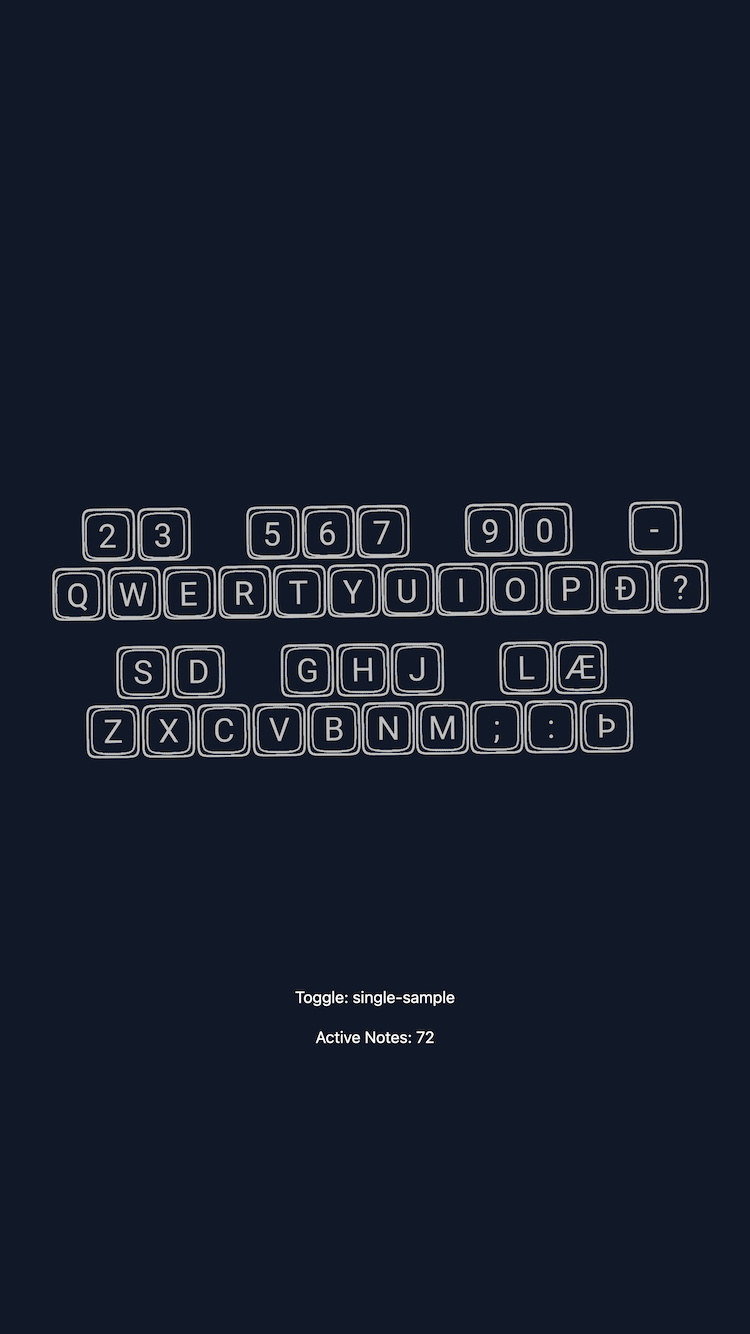 2 3 5 6 7 9 0 -
Q W E R T Y U I O P Ð ?
S D G H J L Æ
Z X C V B N M ; : Þ
Toggle: single-sample
Active Notes: 72